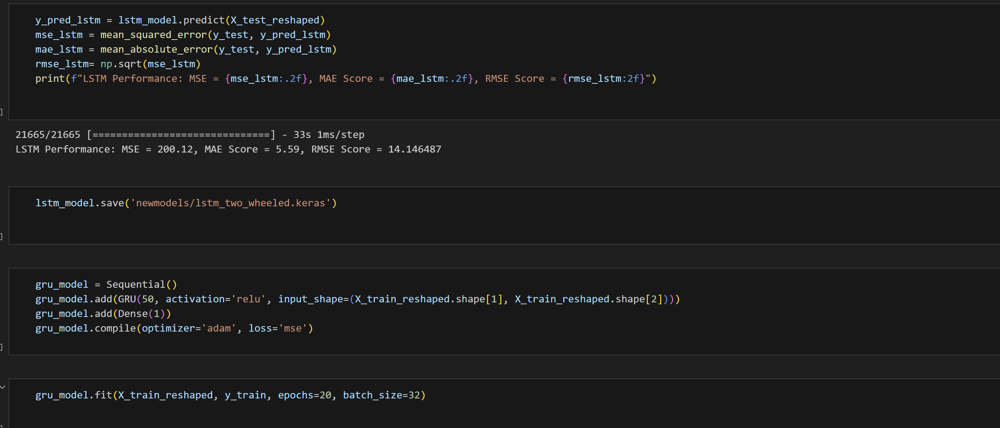 y_pred_lstm = lstm_model.predict(X_test_reshaped)
mse_lstm = mean_squared_error(y_test, y_pred_lstm)
mae_lstm = mean_absolute_error(y_test, y_pred_lstm)
rmse_lstm= np.sqrt(mse_lstm)
print(f"LSTM Performance: MSE = {mse_lstm:.2f}, MAE Score = {mae_lstm:.2f}, RMSE Score = {rmse_lstm:2f}")
]
21665/21665 [==============================] - 33s 1ms/step
LSTM Performance: MSE = 200.12, MAE Score = 5.59, RMSE Score = 14.146487
lstm_model.save('newmodels/lstm_two_wheeled.keras')
]
gru_model = Sequential()
gru_model.add(GRU(50, activation='relu', input_shape=(X_train_reshaped.shape[1], X_train_reshaped.shape[2])))
gru_model.add(Dense(1))
gru_model.compile(optimizer='adam', loss='mse')
]
gru_model.fit(X_train_reshaped, y_train, epochs=20, batch_size=32)
]